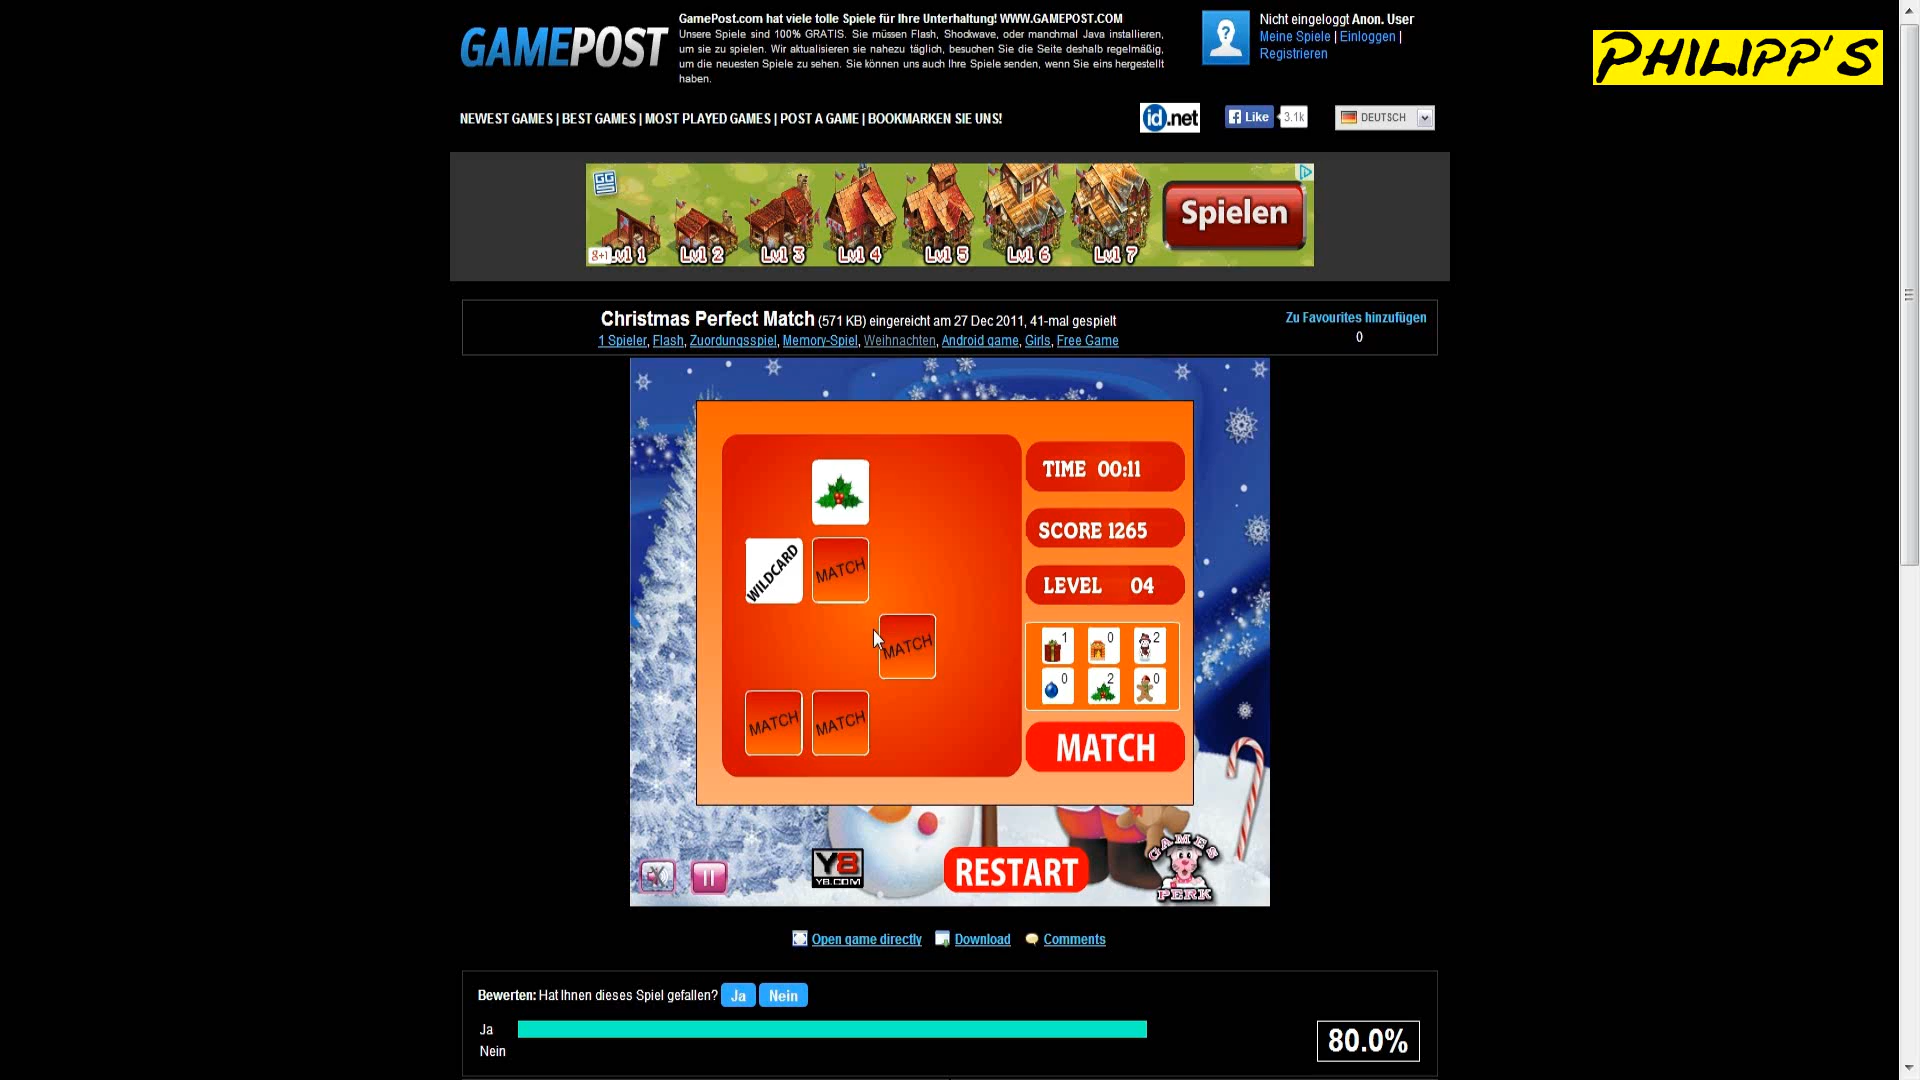 GAMEPOST
GamePost.com hat viele tolle Spiele für Ihre Unterhaltung! WWW.GAMEPOST.COM
Unsere Spiele sind 100% GRATIS. Sie müssen Flash, Shockwave, oder manchmal Java installieren,
um sie zu spielen. Wir aktualisieren sie nahezu täglich, besuchen Sie die Seite deshalb regelmäßig,
um die neuesten Spiele zu sehen. Sie können uns auch Ihre Spiele senden, wenn Sie eins hergestellt
haben.
Nicht eingeloggt Anon. User
Meine Spiele | Einloggen |
Registrieren
PHILIPP'S
NEWEST GAMES | BEST GAMES | MOST PLAYED GAMES | POST A GAME | BOOKMARKEN SIE UNS!
id.net
Like
3.1k
DEUTSCH
GGS
Spielen
g+1
Lvl 1
Lvl 2
Lvl 3
Lvl 4
Lvl 5
Lvl 6
Lvl 7
Christmas Perfect Match (571 KB) eingereicht am 27 Dec 2011, 41-mal gespielt
1 Spieler, Flash, Zuordungsspiel, Memory-Spiel, Weihnachten, Android game, Girls, Free Game
Zu Favourites hinzufügen
0
TIME 00:11
SCORE 1265
LEVEL 04
WILDCARD
MATCH
MATCH
MATCH
MATCH
1 0 2
0 2 0
MATCH
Y8
Y8.COM
RESTART
GAMES
PERK
Open game directly
Download
Comments
Bewerten: Hat Ihnen dieses Spiel gefallen? Ja Nein
Ja
Nein
80.0%